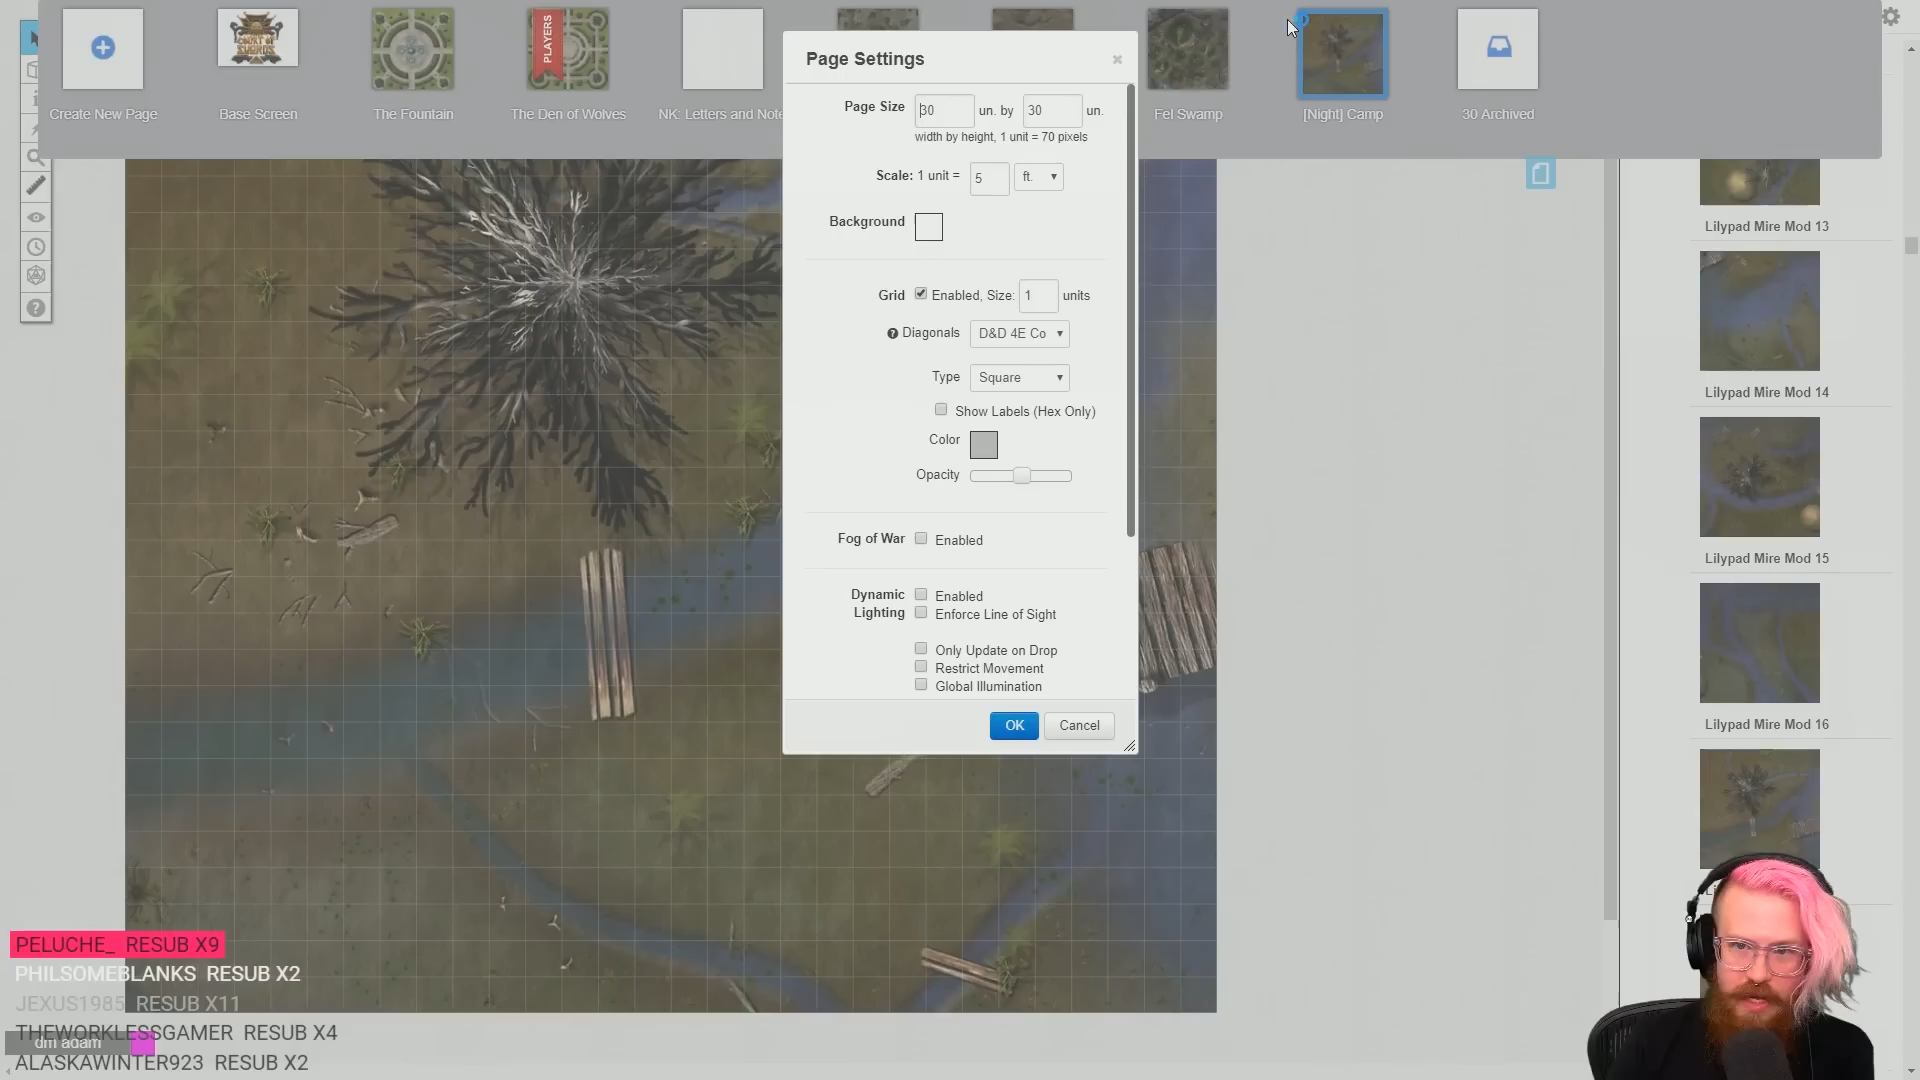 Create New Page
Base Screen
COURT OF SWORDS
The Fountain
PLAYERS
The Den of Wolves
NK: Letters and Note
Fel Swamp
[Night] Camp
30 Archived
Page Settings
×
Page Size 30 un. by 30 un.
width by height, 1 unit = 70 pixels
Scale: 1 unit = 5 ft.
Background
Grid Enabled, Size: 1 units
Diagonals D&D 4E Co
Type Square
Show Labels (Hex Only)
Color
Opacity
Fog of War Enabled
Dynamic Lighting Enabled
Enforce Line of Sight
Only Update on Drop
Restrict Movement
Global Illumination
OK Cancel
Lilypad Mire Mod 13
Lilypad Mire Mod 14
Lilypad Mire Mod 15
Lilypad Mire Mod 16
PELUCHE_ RESUB X9
PHILSOMEBLANKS RESUB X2
JEXUS1985 RESUB X11
THEWORKLESSGAMER RESUB X4
dm adam
ALASKAWINTER923 RESUB X2